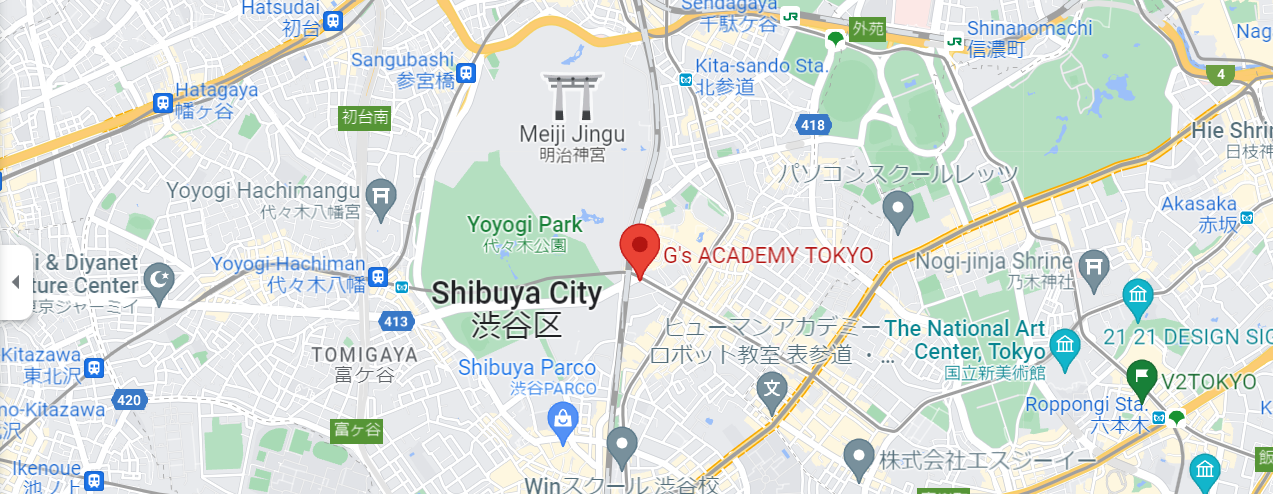 Hatsudai
初台
Sendagaya
千駄ケ谷
JR
外苑
Shinanomachi
信濃町
JR
Nag
4
Sangubashi
参宮橋
Kita-sando Sta.
北参道
Hatagaya
幡ヶ谷
初台南
Meiji Jingu
明治神宮
418
Hie Shrin
日枝神
パソコンスクールレッツ
Yoyogi Hachimangu
代々木八幡宮
Akasaka
赤坂
Yoyogi Park
代々木公園
G's ACADEMY TOKYO
i & Diyanet
ture Center
東京ジャーミイ
Yoyogi-Hachiman
代々木八幡
Nogi-jinja Shrine
乃木神社
Shibuya City
渋谷区
413
ヒューマンアカデミー
ロボット教室 表参道 ・...
The National Art
Center, Tokyo
国立新美術館
21 21 DESIGN SIG
Kitazawa
東北沢
TOMIGAYA
富ケ谷
Shibuya Parco
渋谷PARCO
文
V2TOKYO
420
no-Kitazawa
沢
Roppongi Sta.
六本木
富ヶ谷
Ikenoue
池ノ上
Winスクール 渋谷校
株式会社エスジーイー
飯